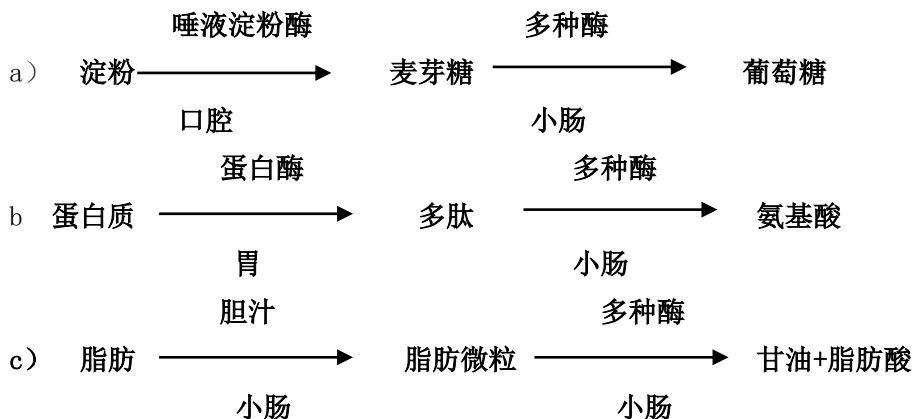 唾液淀粉酶 多种酶
a） 淀粉 麦芽糖 葡萄糖
口腔 小肠
蛋白酶 多种酶
b 蛋白质 多肽 氨基酸
胃 小肠
胆汁 多种酶
c） 脂肪 脂肪微粒 甘油+脂肪酸
小肠 小肠